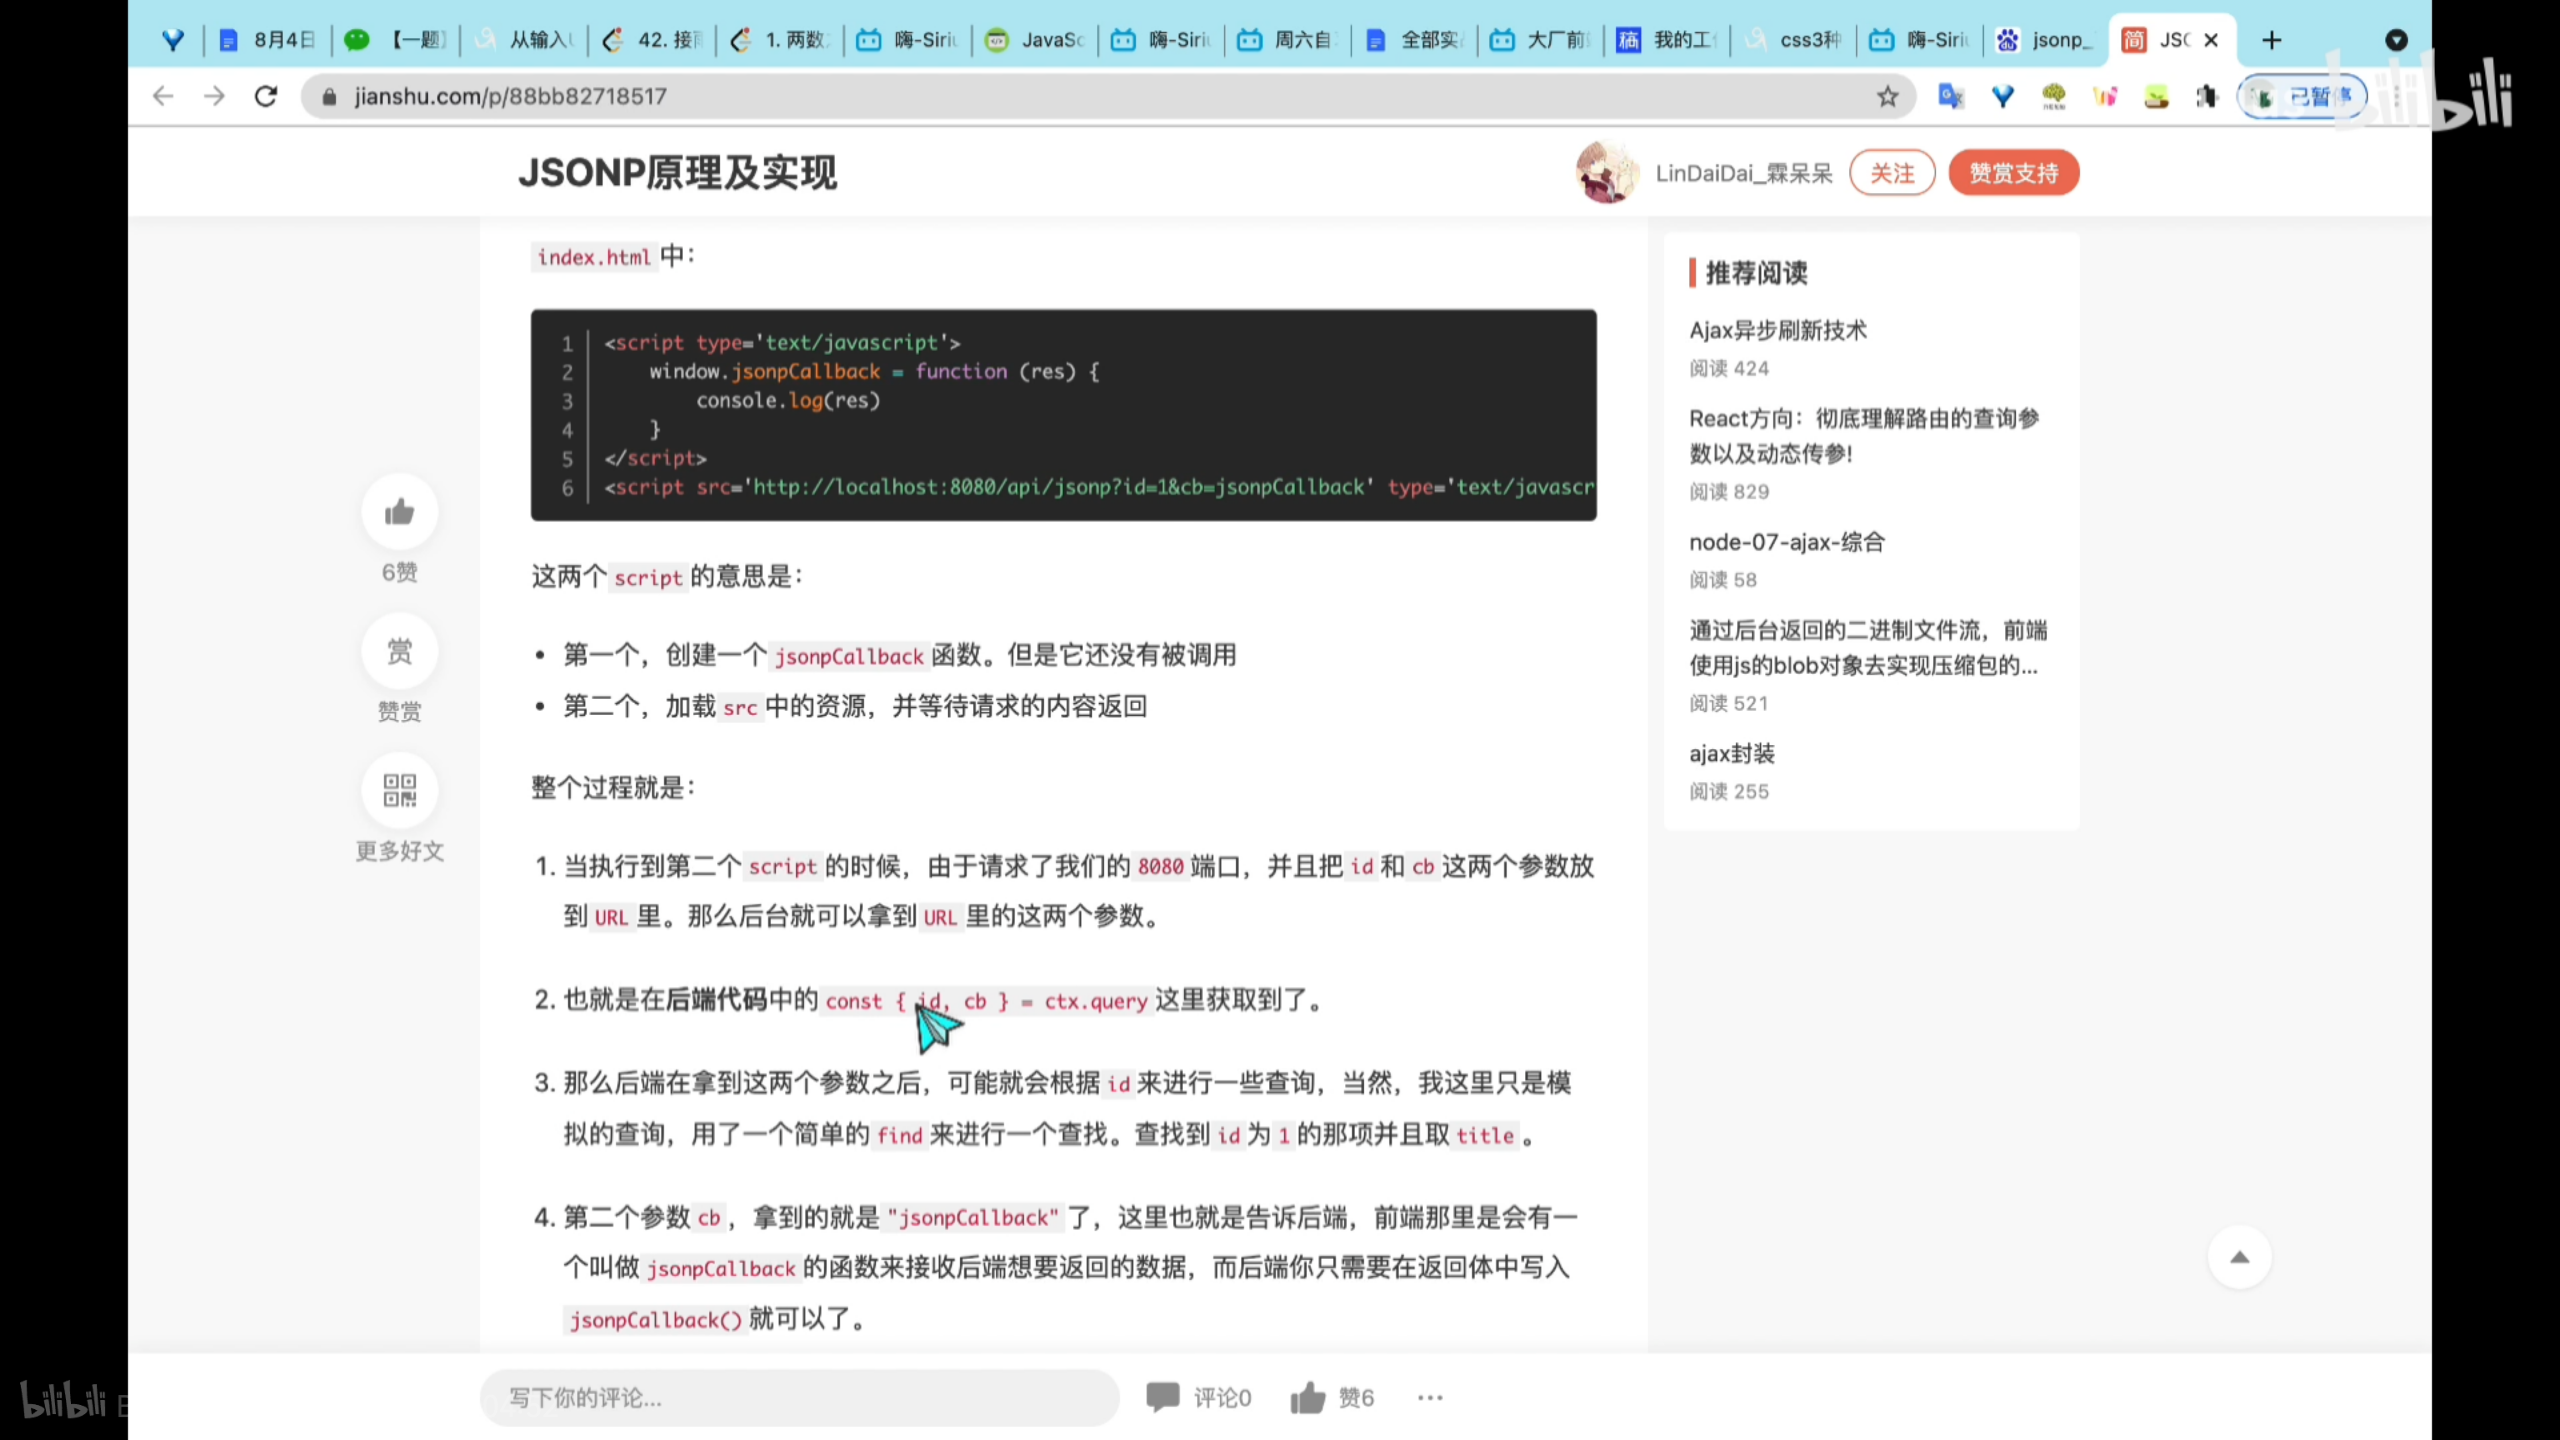 8月4日 【一题】 从输入 42. 接雨 1. 两数 嗨-Siriu JavaSc 嗨-Siriu 周六自 全部实 大厂前 稿 我的工 css3种 嗨-Siriu jsonp_ 简 JSO
jianshu.com/p/88bb82718517 已暂停
bilibili
JSONP原理及实现 LinDaiDai_霖呆呆 关注 赞赏支持
index.html 中：
1 <script type='text/javascript'>
2 window.jsonpCallback = function (res) {
3 console.log(res)
4 }
5 </script>
6 <script src='http://localhost:8080/api/jsonp?id=1&cb=jsonpCallback' type='text/javascr
这两个 script 的意思是：
• 第一个，创建一个 jsonpCallback 函数。但是它还没有被调用
• 第二个，加载 src 中的资源，并等待请求的内容返回
整个过程就是：
1. 当执行到第二个 script 的时候，由于请求了我们的 8080 端口，并且把 id 和 cb 这两个参数放
到 URL 里。那么后台就可以拿到 URL 里的这两个参数。
2. 也就是在后端代码中的 const { id, cb } = ctx.query 这里获取到了。
3. 那么后端在拿到这两个参数之后，可能就会根据 id 来进行一些查询，当然，我这里只是模
拟的查询，用了一个简单的 find 来进行一个查找。查找到 id 为 1 的那项并且取 title 。
4. 第二个参数 cb ，拿到的就是 "jsonpCallback" 了，这里也就是告诉后端，前端那里是会有一
个叫做 jsonpCallback 的函数来接收后端想要返回的数据，而后端你只需要在返回体中写入
jsonpCallback() 就可以了。
6赞
赏
赞赏
更多好文
推荐阅读
Ajax异步刷新技术
阅读 424
React方向：彻底理解路由的查询参
数以及动态传参!
阅读 829
node-07-ajax-综合
阅读 58
通过后台返回的二进制文件流，前端
使用js的blob对象去实现压缩包的...
阅读 521
ajax封装
阅读 255
写下你的评论... 评论0 赞6
bilibili